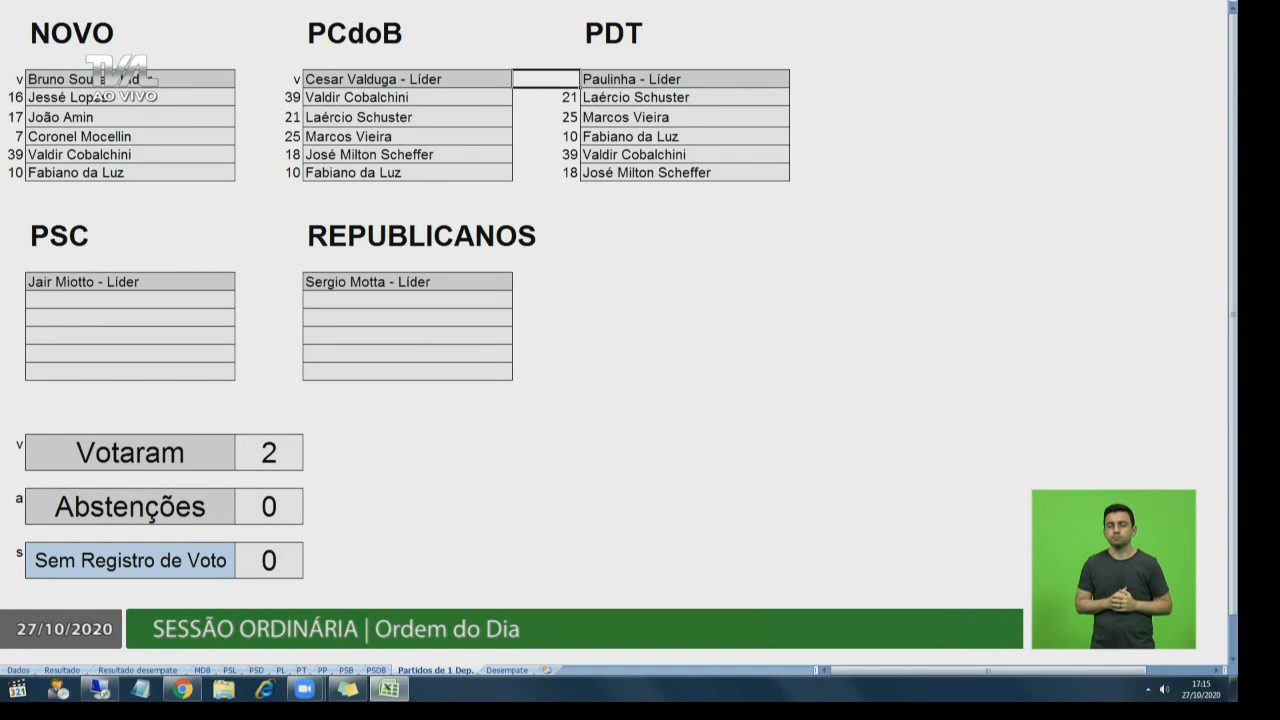 NOVO PCdoB PDT
v Bruno v Cesar Valduga - Líder Paulinha - Líder
16 Jessé Lopes 39 Valdir Cobalchini 21 Laércio Schuster
17 João Amin 21 Laércio Schuster 25 Marcos Vieira
7 Coronel Mocellin 25 Marcos Vieira 10 Fabiano da Luz
39 Valdir Cobalchini 18 José Milton Scheffer 39 Valdir Cobalchini
10 Fabiano da Luz 10 Fabiano da Luz 18 José Milton Scheffer
TVAL
AO VIVO
PSC REPUBLICANOS
Jair Miotto - Líder Sergio Motta - Líder
v Votaram 2
a Abstenções 0
s Sem Registro de Voto 0
27/10/2020 SESSÃO ORDINÁRIA | Ordem do Dia
Dados Resultado Resultado desempate MDB PSL PSD PL PT PP PSB PSDB Partidos de 1 Dep. Desempate
17:15
27/10/2020